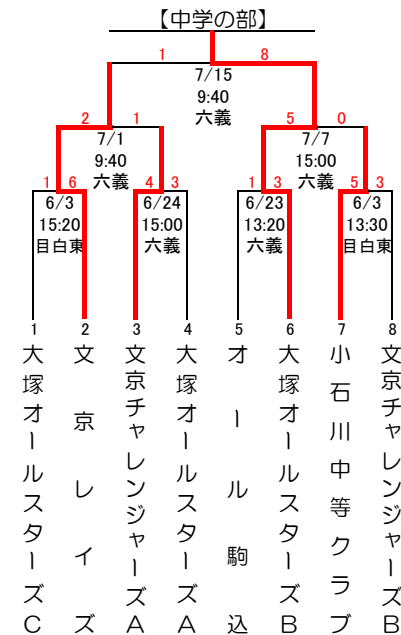 【中学の部】
1 8
7/15
9:40
六義
2 1 5 0
7/1 7/7
9:40 15:00
六義 六義
1 6 4 3 1 3 5 3
6/3 6/24 6/23 6/3
15:20 15:00 13:20 13:30
目白東 六義 六義 目白東
1 2 3 4 5 6 7 8
大塚オールスターズC
文京レイズ
文京チャレンジャーズA
大塚オールスターズA
オール駒込
大塚オールスターズB
小石川中等クラブ
文京チャレンジャーズB